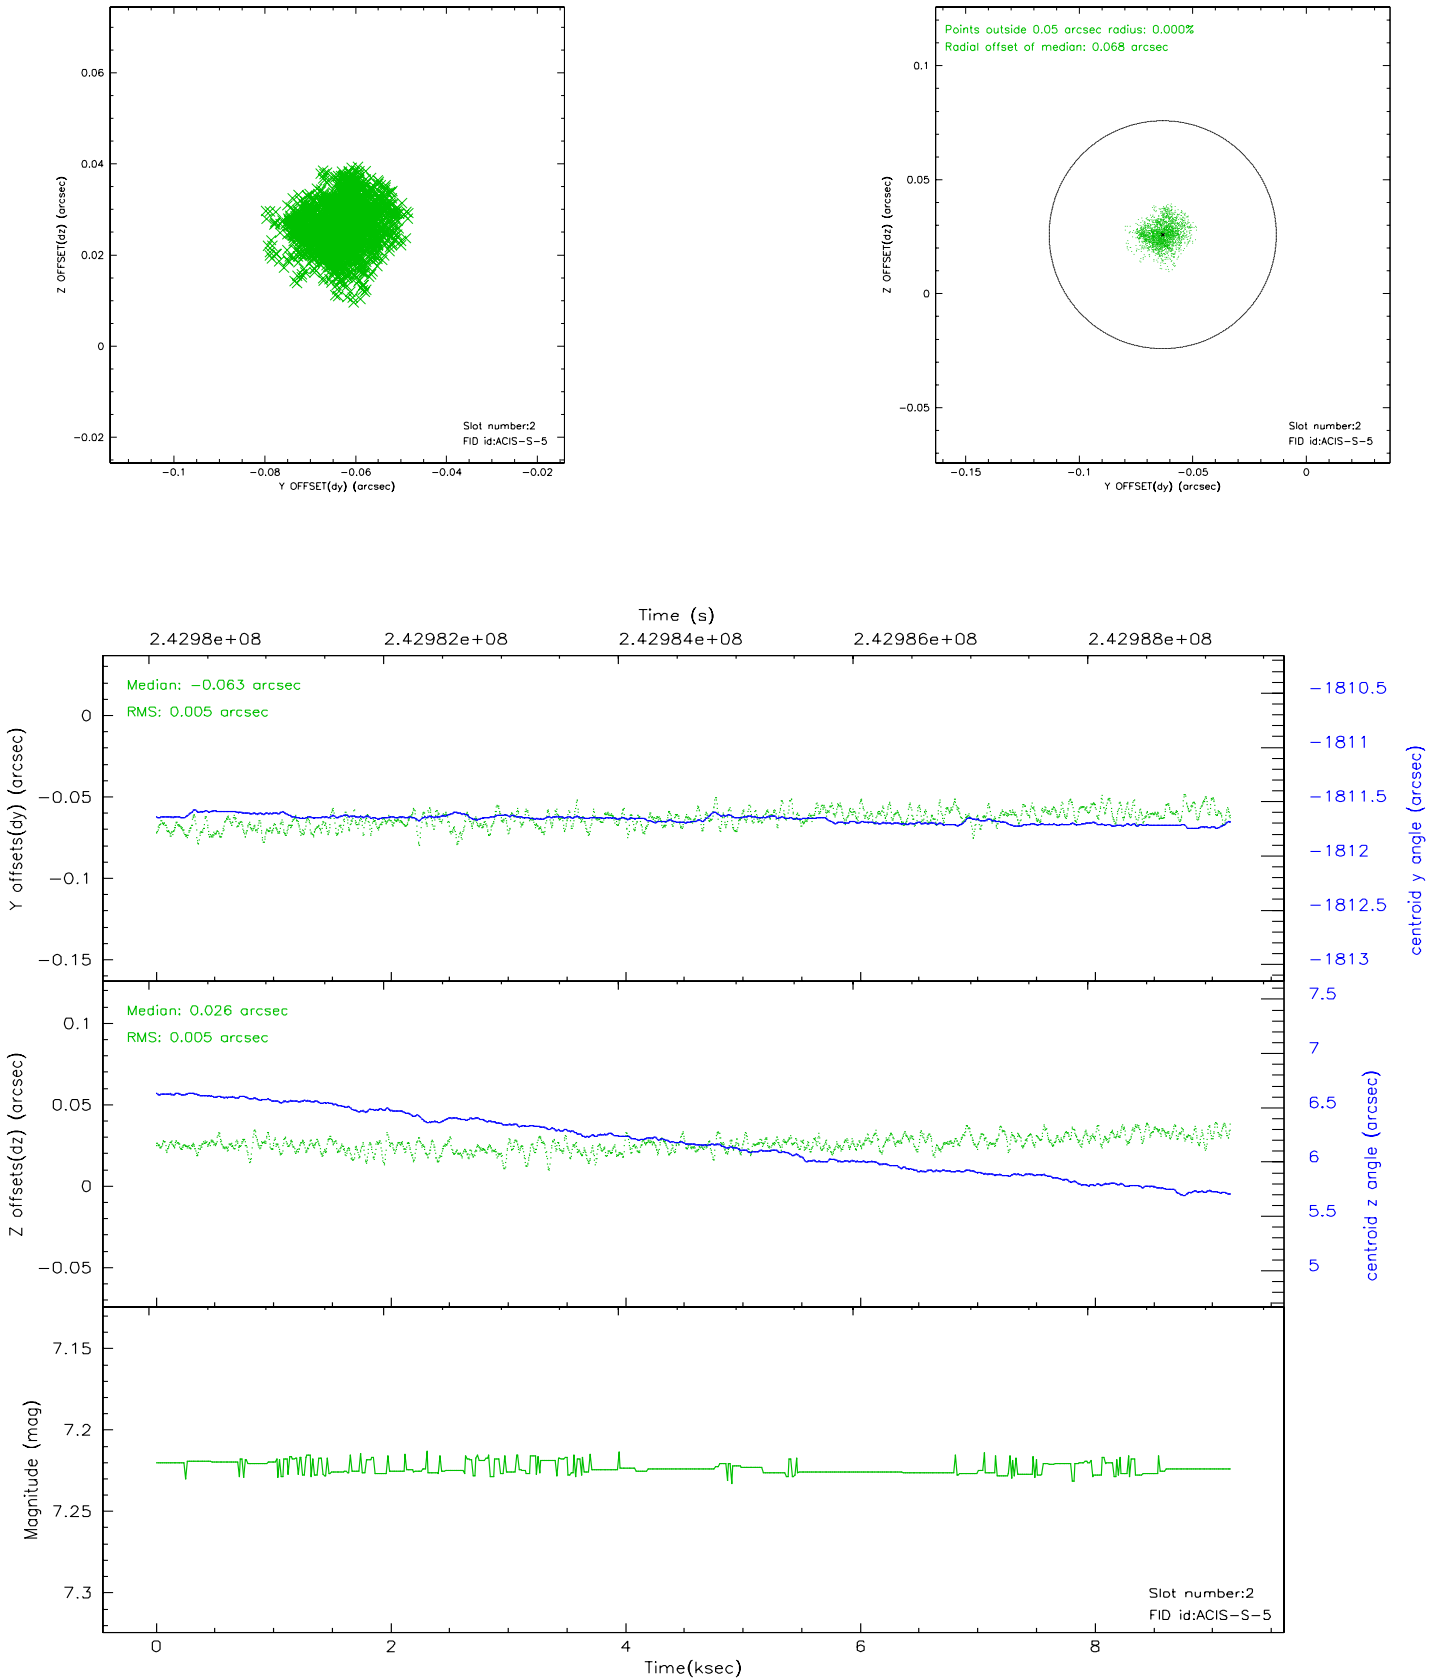 0.06
0.04
0.02
0
-0.02
Z OFFSET(dz) (arcsec)
Slot number:2
FID id:ACIS-S-5
-0.1
-0.08
-0.06
-0.04
-0.02
Y OFFSET(dy) (arcsec)
Points outside 0.05 arcsec radius: 0.000%
Radial offset of median: 0.068 arcsec
0.1
0.05
0
-0.05
Z OFFSET(dz) (arcsec)
Slot number:2
FID id:ACIS-S-5
-0.15
-0.1
-0.05
0
Y OFFSET(dy) (arcsec)
Time (s)
2.4298e+08
2.42982e+08
2.42984e+08
2.42986e+08
2.42988e+08
Median: -0.063 arcsec
RMS: 0.005 arcsec
0
-0.05
-0.1
-0.15
Y offsets(dy) (arcsec)
-1810.5
-1811
-1811.5
-1812
-1812.5
-1813
centroid y angle (arcsec)
Median: 0.026 arcsec
RMS: 0.005 arcsec
0.1
0.05
0
-0.05
Z offsets(dz) (arcsec)
7.5
7
6.5
6
5.5
5
centroid z angle (arcsec)
7.15
7.2
7.25
7.3
Magnitude (mag)
Slot number:2
FID id:ACIS-S-5
0
2
4
6
8
Time(ksec)